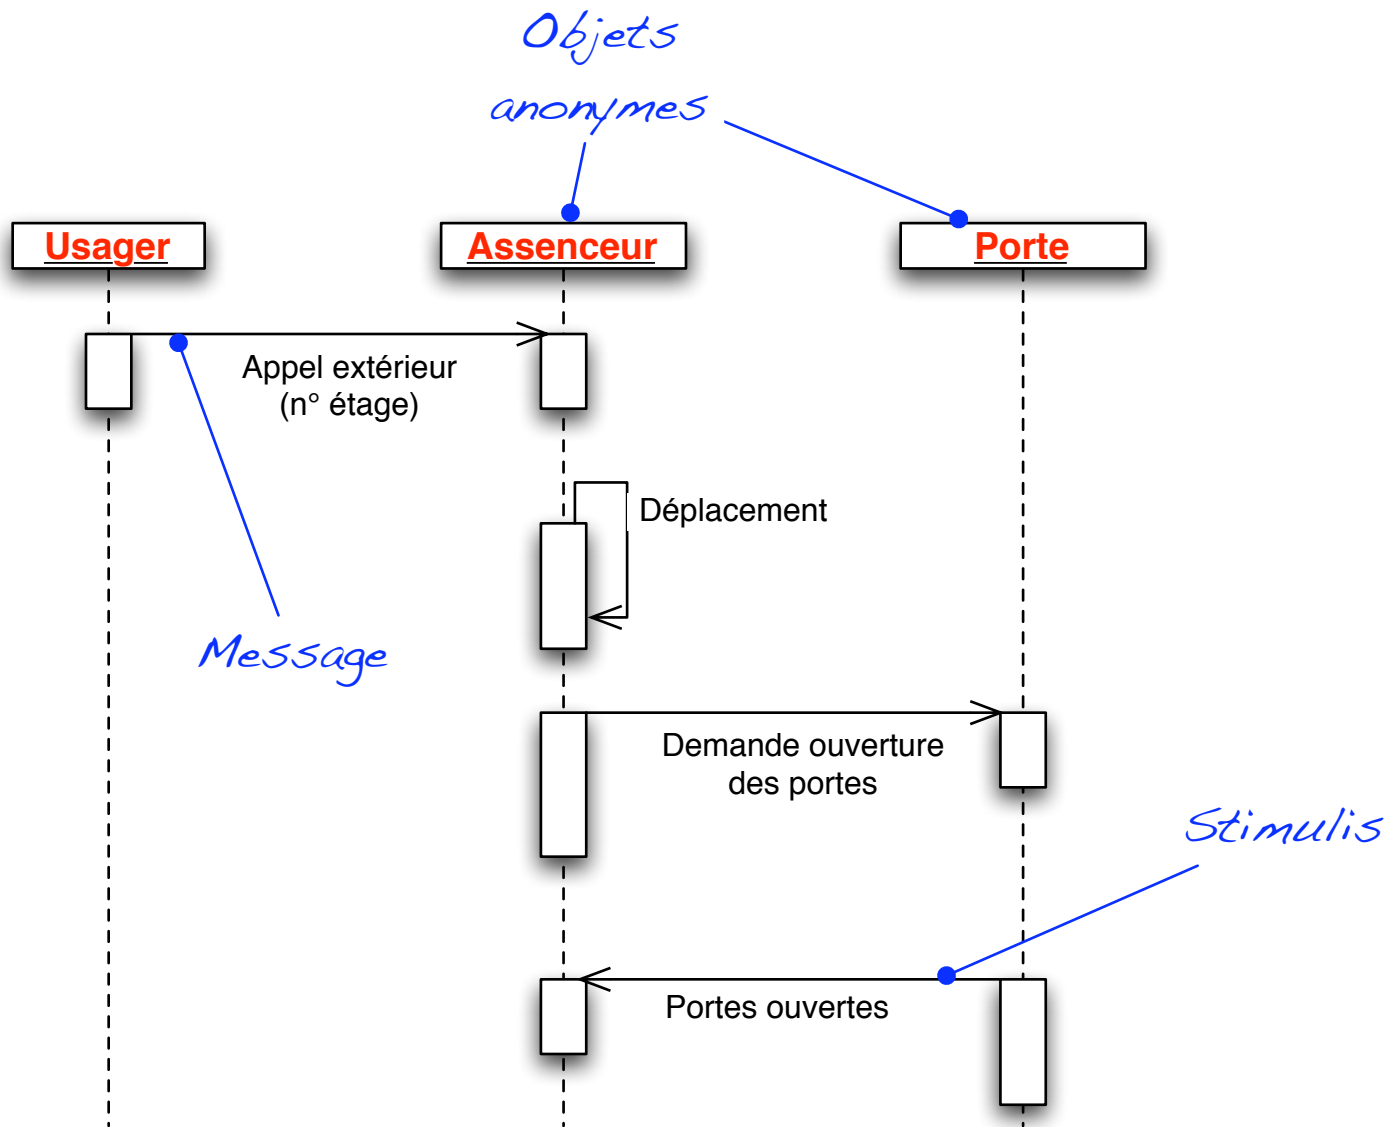 Objets
anonymes
Usager
Assenceur
Porte
Appel extérieur
(n° étage)
Déplacement
Message
Demande ouverture
des portes
Stimulis
Portes ouvertes